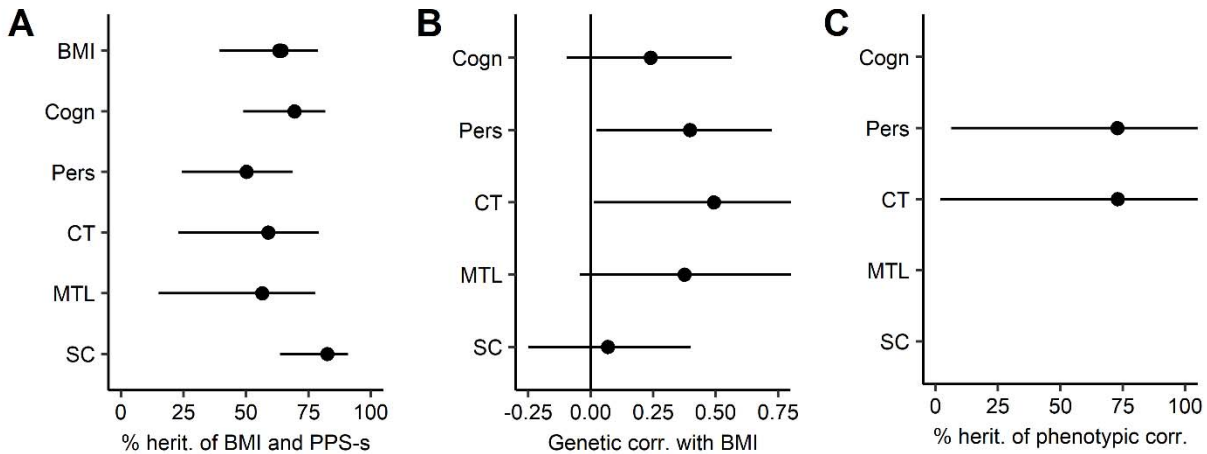 A
BMI
Cogn
Pers
CT
MTL
SC
0 25 50 75 100
% herit. of BMI and PPS-s
B
Cogn
Pers
CT
MTL
SC
-0.25 0.00 0.25 0.50 0.75
Genetic corr. with BMI
C
Cogn
Pers
CT
MTL
SC
0 25 50 75 100
% herit. of phenotypic corr.